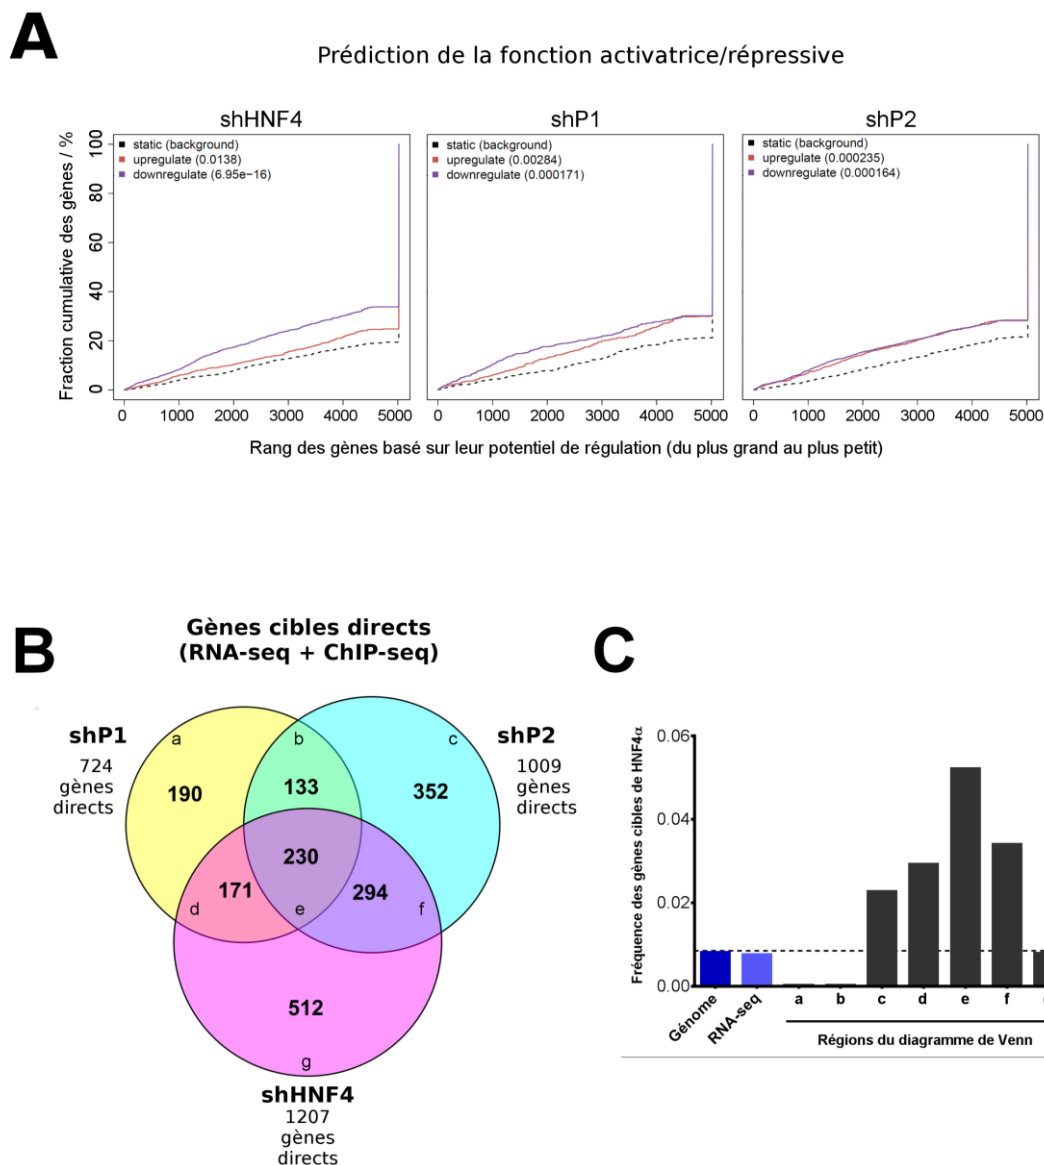 A
Prédiction de la fonction activatrice/répressive
shHNF4
shP1
shP2
Fraction cumulative des gènes / %
100
80
60
40
20
0
static (background)
upregulate (0.0138)
downregulate (6.95e−16)
static (background)
upregulate (0.00284)
downregulate (0.000171)
static (background)
upregulate (0.000235)
downregulate (0.000164)
0 1000 2000 3000 4000 5000
0 1000 2000 3000 4000 5000
0 1000 2000 3000 4000 5000
Rang des gènes basé sur leur potentiel de régulation (du plus grand au plus petit)
B
Gènes cibles directs
(RNA-seq + ChIP-seq)
shP1
724
gènes
directs
shP2
1009
gènes
directs
a
b
c
190
133
352
230
171
294
d
e
f
512
g
shHNF4
1207
gènes
directs
C
Fréquence des gènes cibles de HNF4α
0.06
0.04
0.02
0.00
Génome
RNA-seq
a b c d e f
Régions du diagramme de Venn